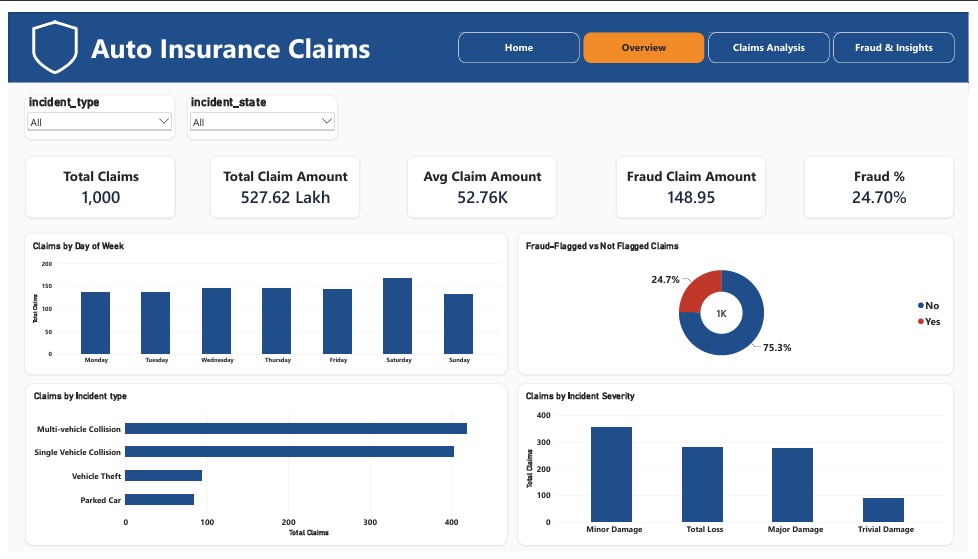 Auto Insurance Claims
Home
Overview
Claims Analysis
Fraud & Insights
incident_type
All
incident_state
All
Total Claims
1,000
Total Claim Amount
527.62 Lakh
Avg Claim Amount
52.76K
Fraud Claim Amount
148.95
Fraud %
24.70%
Claims by Day of Week
Total Claims
200
150
100
50
0
Monday Tuesday Wednesday Thursday Friday Saturday Sunday
Fraud-Flagged vs Not Flagged Claims
24.7%
1K
75.3%
No
Yes
Claims by Incident type
Multi-vehicle Collision
Single Vehicle Collision
Vehicle Theft
Parked Car
0 100 200 300 400
Total Claims
Claims by Incident Severity
Total Claims
400
300
200
100
0
Minor Damage Total Loss Major Damage Trivial Damage